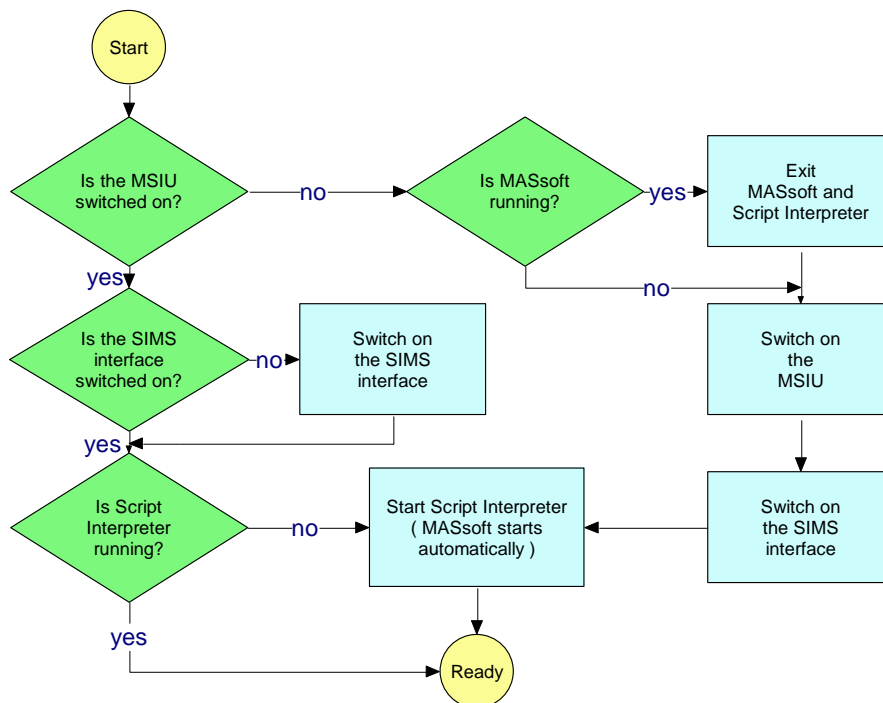 Start
Is the MSIU
switched on?
no
Is MASsoft
running?
yes
Exit
MASsoft and
Script Interpreter
yes
no
Is the SIMS
interface
switched on?
no
Switch on
the SIMS
interface
Switch on
the
MSIU
yes
Is Script
Interpreter
running?
no
Start Script Interpreter
( MASsoft starts
automatically )
Switch on
the SIMS
interface
yes
Ready